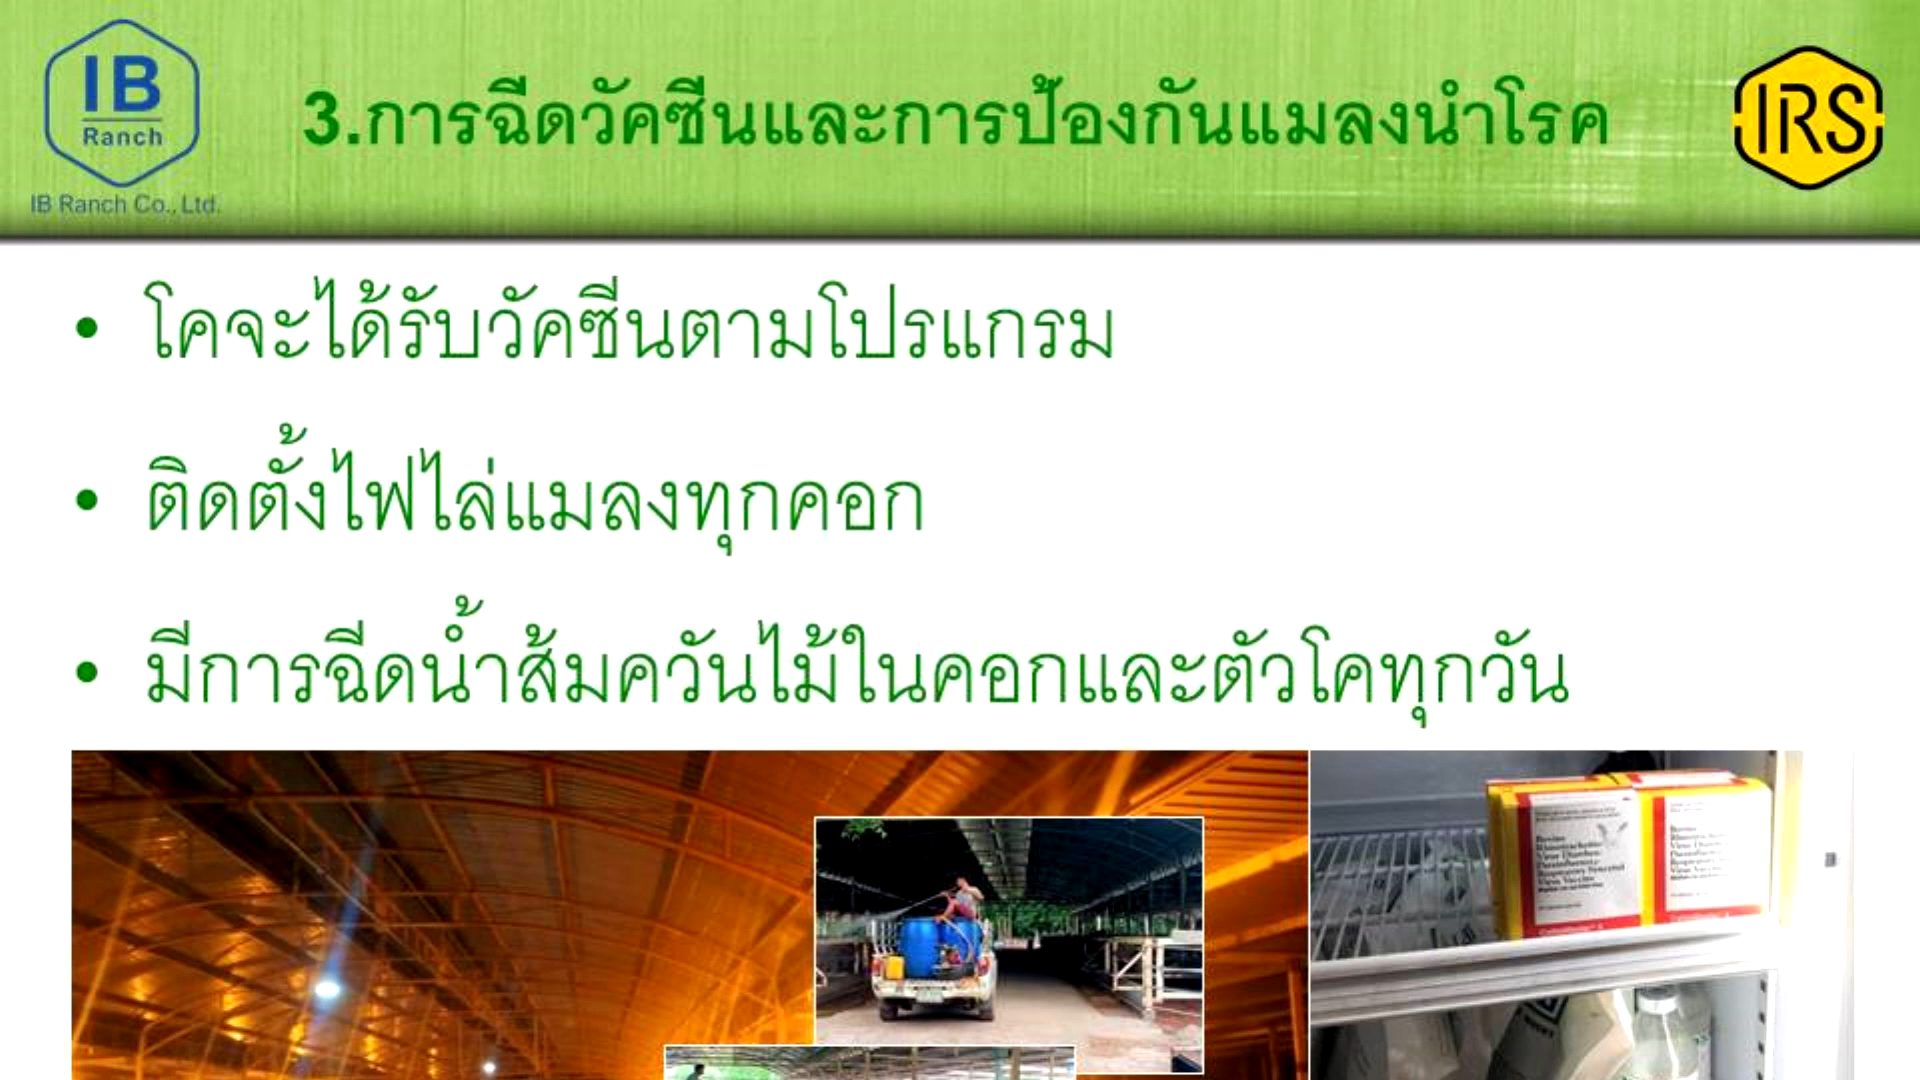 IB
Ranch
IB Ranch Co., Ltd.
3.การฉีดวัคซีนและการป้องกันแมลงนำโรค
IRS
• โคจะได้รับวัคซีนตามโปรแกรม
• ติดตั้งไฟไล่แมลงทุกคอก
• มีการฉีดน้ำส้มควันไม้ในคอกและตัวโคทุกวัน
Bovine
Virus Vaccine